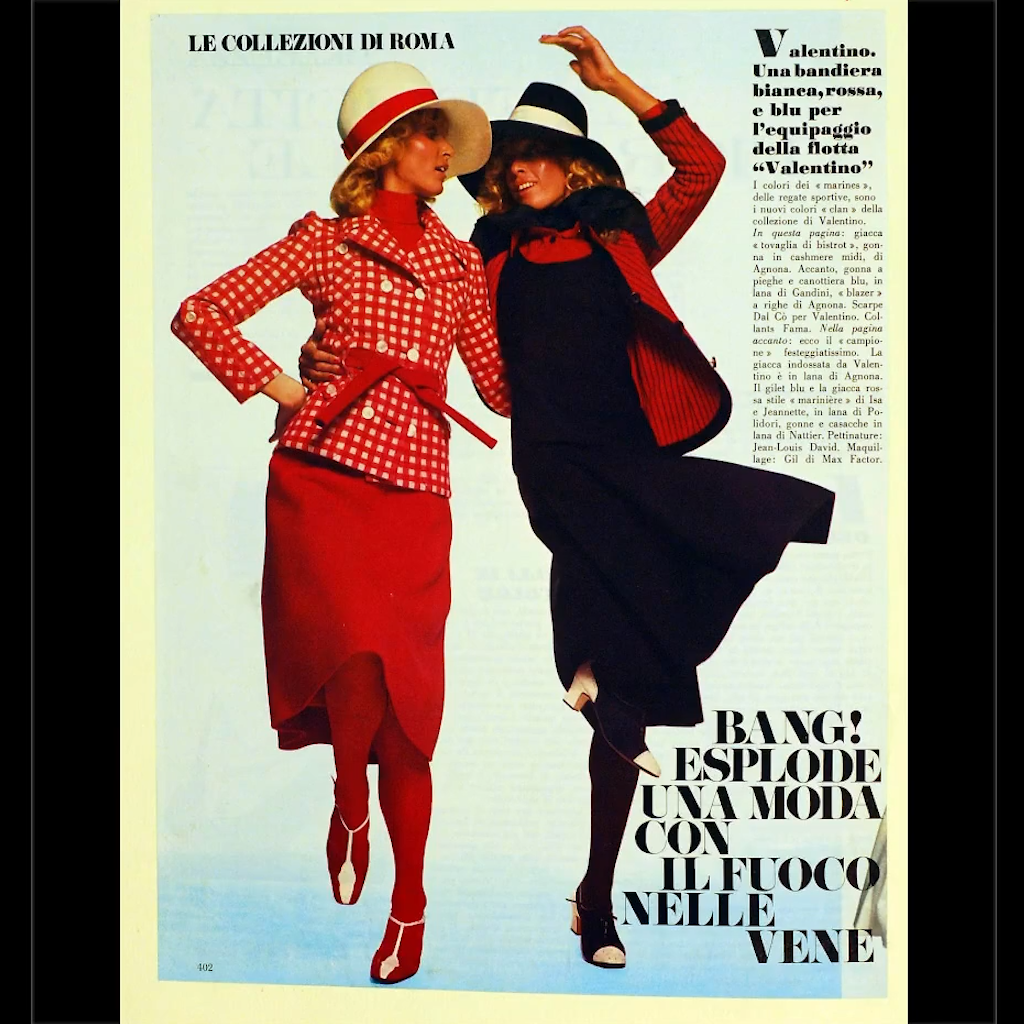 LE COLLEZIONI DI ROMA
Valentino.
Una bandiera
bianca, rossa,
e blu per
l'equipaggio
della flotta
“Valentino”
I colori dei « marines »,
delle regate sportive, sono
i nuovi colori « clan » della
collezione di Valentino.
In questa pagina: giacca
« tovaglia di bistrot », gon-
na in cashmere midi, di
Agnona. Accanto, gonna a
pieghe e canottiera blu, in
lana di Gandini, « blazer »
a righe di Agnona. Scarpe
Dal Cò per Valentino. Col-
lants Fama. Nella pagina
accanto: ecco il « campio-
ne » festeggiatissimo. La
giacca indossata da Valen-
tino è in lana di Agnona.
Il gilet blu e la giacca ros-
sa stile « marinière » di Isa
e Jeannette, in lana di Po-
lidori, gonne e casacche in
lana di Nattier. Pettinature:
Jean-Louis David. Maquil-
lage: Gil di Max Factor.
BANG!
ESPLODE
UNA MODA
CON
IL FUOCO
NELLE
VENE
402